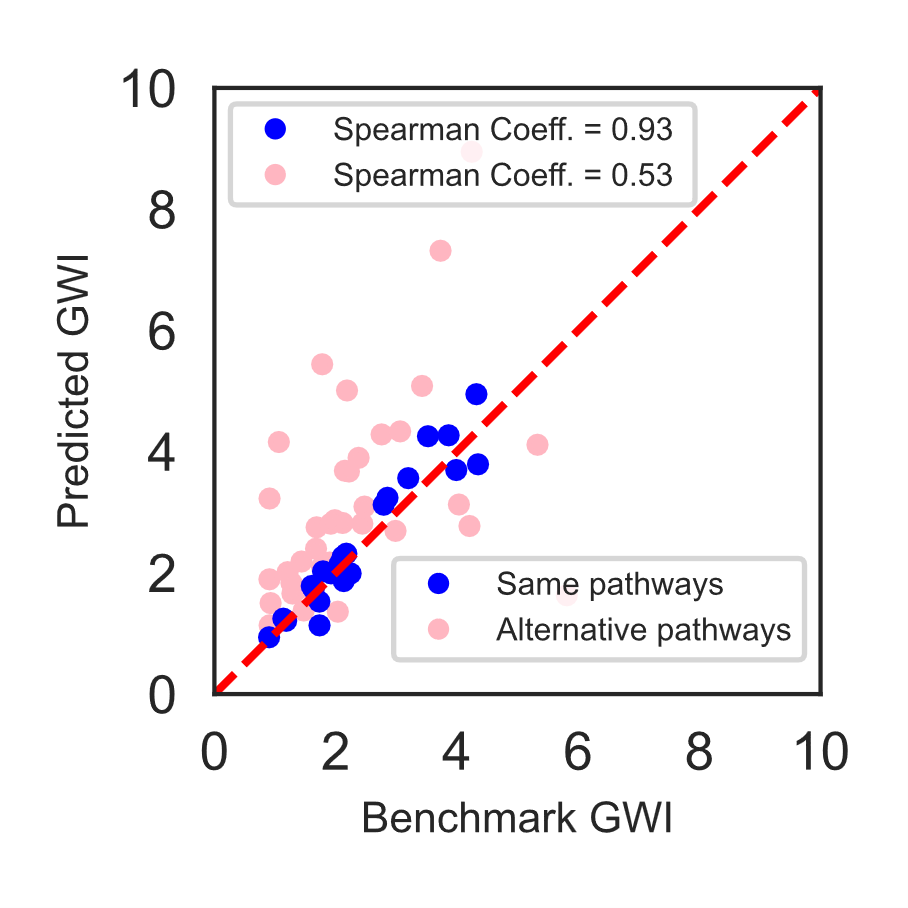 10
8
6
4
2
0
Predicted GWI
Spearman Coeff. = 0.93
Spearman Coeff. = 0.53
Same pathways
Alternative pathways
0 2 4 6 8 10
Benchmark GWI